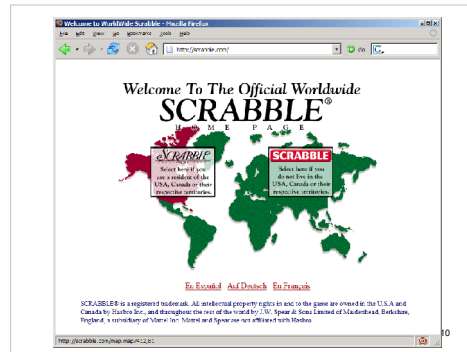 Welcome to WorldWide Scrabble - Mozilla Firefox
File Edit View Go Bookmarks Tools Help
http://scrabble.com/
Go
Welcome To The Official Worldwide
SCRABBLE®
HOME PAGE
SCRABBLE
Select here if you
are a resident of the
USA, Canada or their
respective territories.
SCRABBLE
Select here if you
do not live in the
USA, Canada or their
respective territories.
En Español Auf Deutsch En Français
SCRABBLE® is a registered trademark. All intellectual property rights in and to the game are owned in the U.S.A and
Canada by Hasbro Inc., and throughout the rest of the world by J.W. Spear & Sons Limited of Maidenhead, Berkshire,
England, a subsidiary of Mattel Inc. Mattel and Spear are not affiliated with Hasbro.
http://scrabble.com/map.map?412,81
10